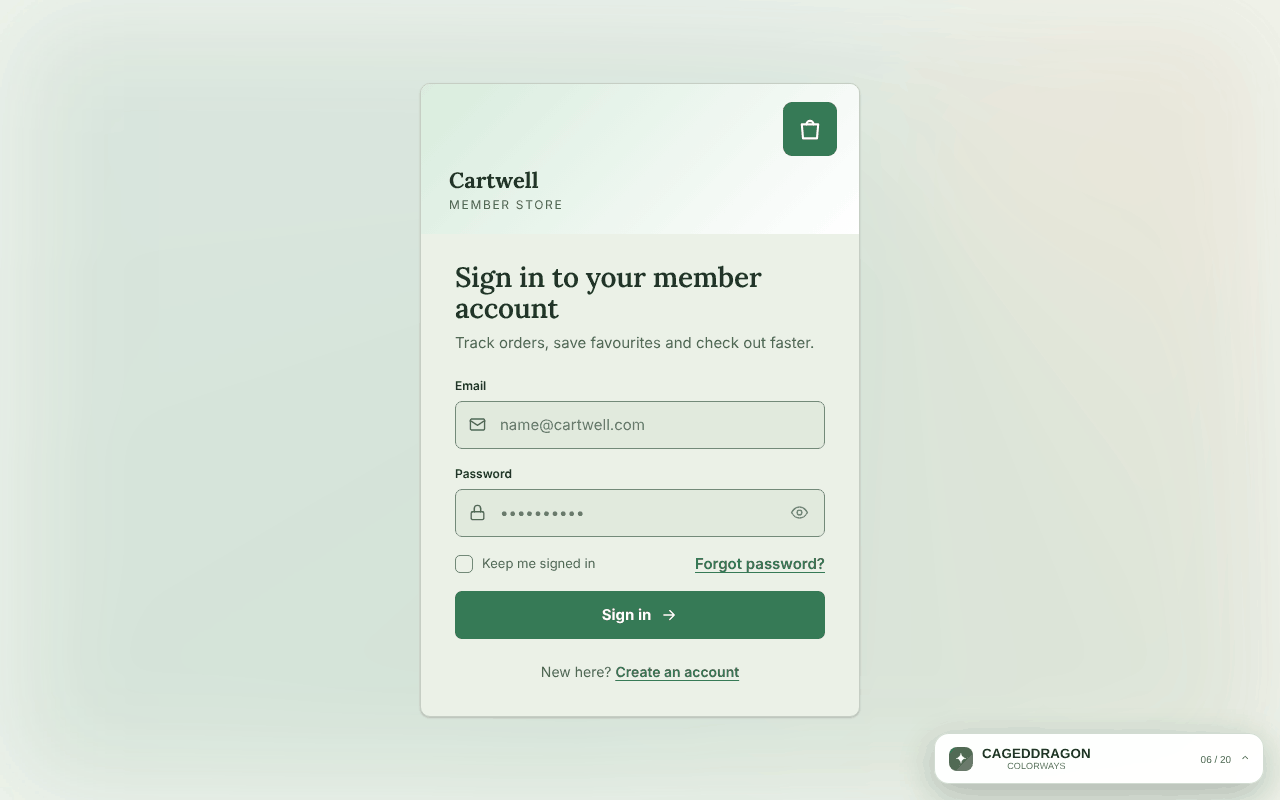 Cartwell
MEMBER STORE
Sign in to your member
account
Track orders, save favourites and check out faster.
Email
name@cartwell.com
Password
••••••••••
Keep me signed in
Forgot password?
Sign in →
New here? Create an account
CAGEDDRAGON
COLORWAYS
06 / 20